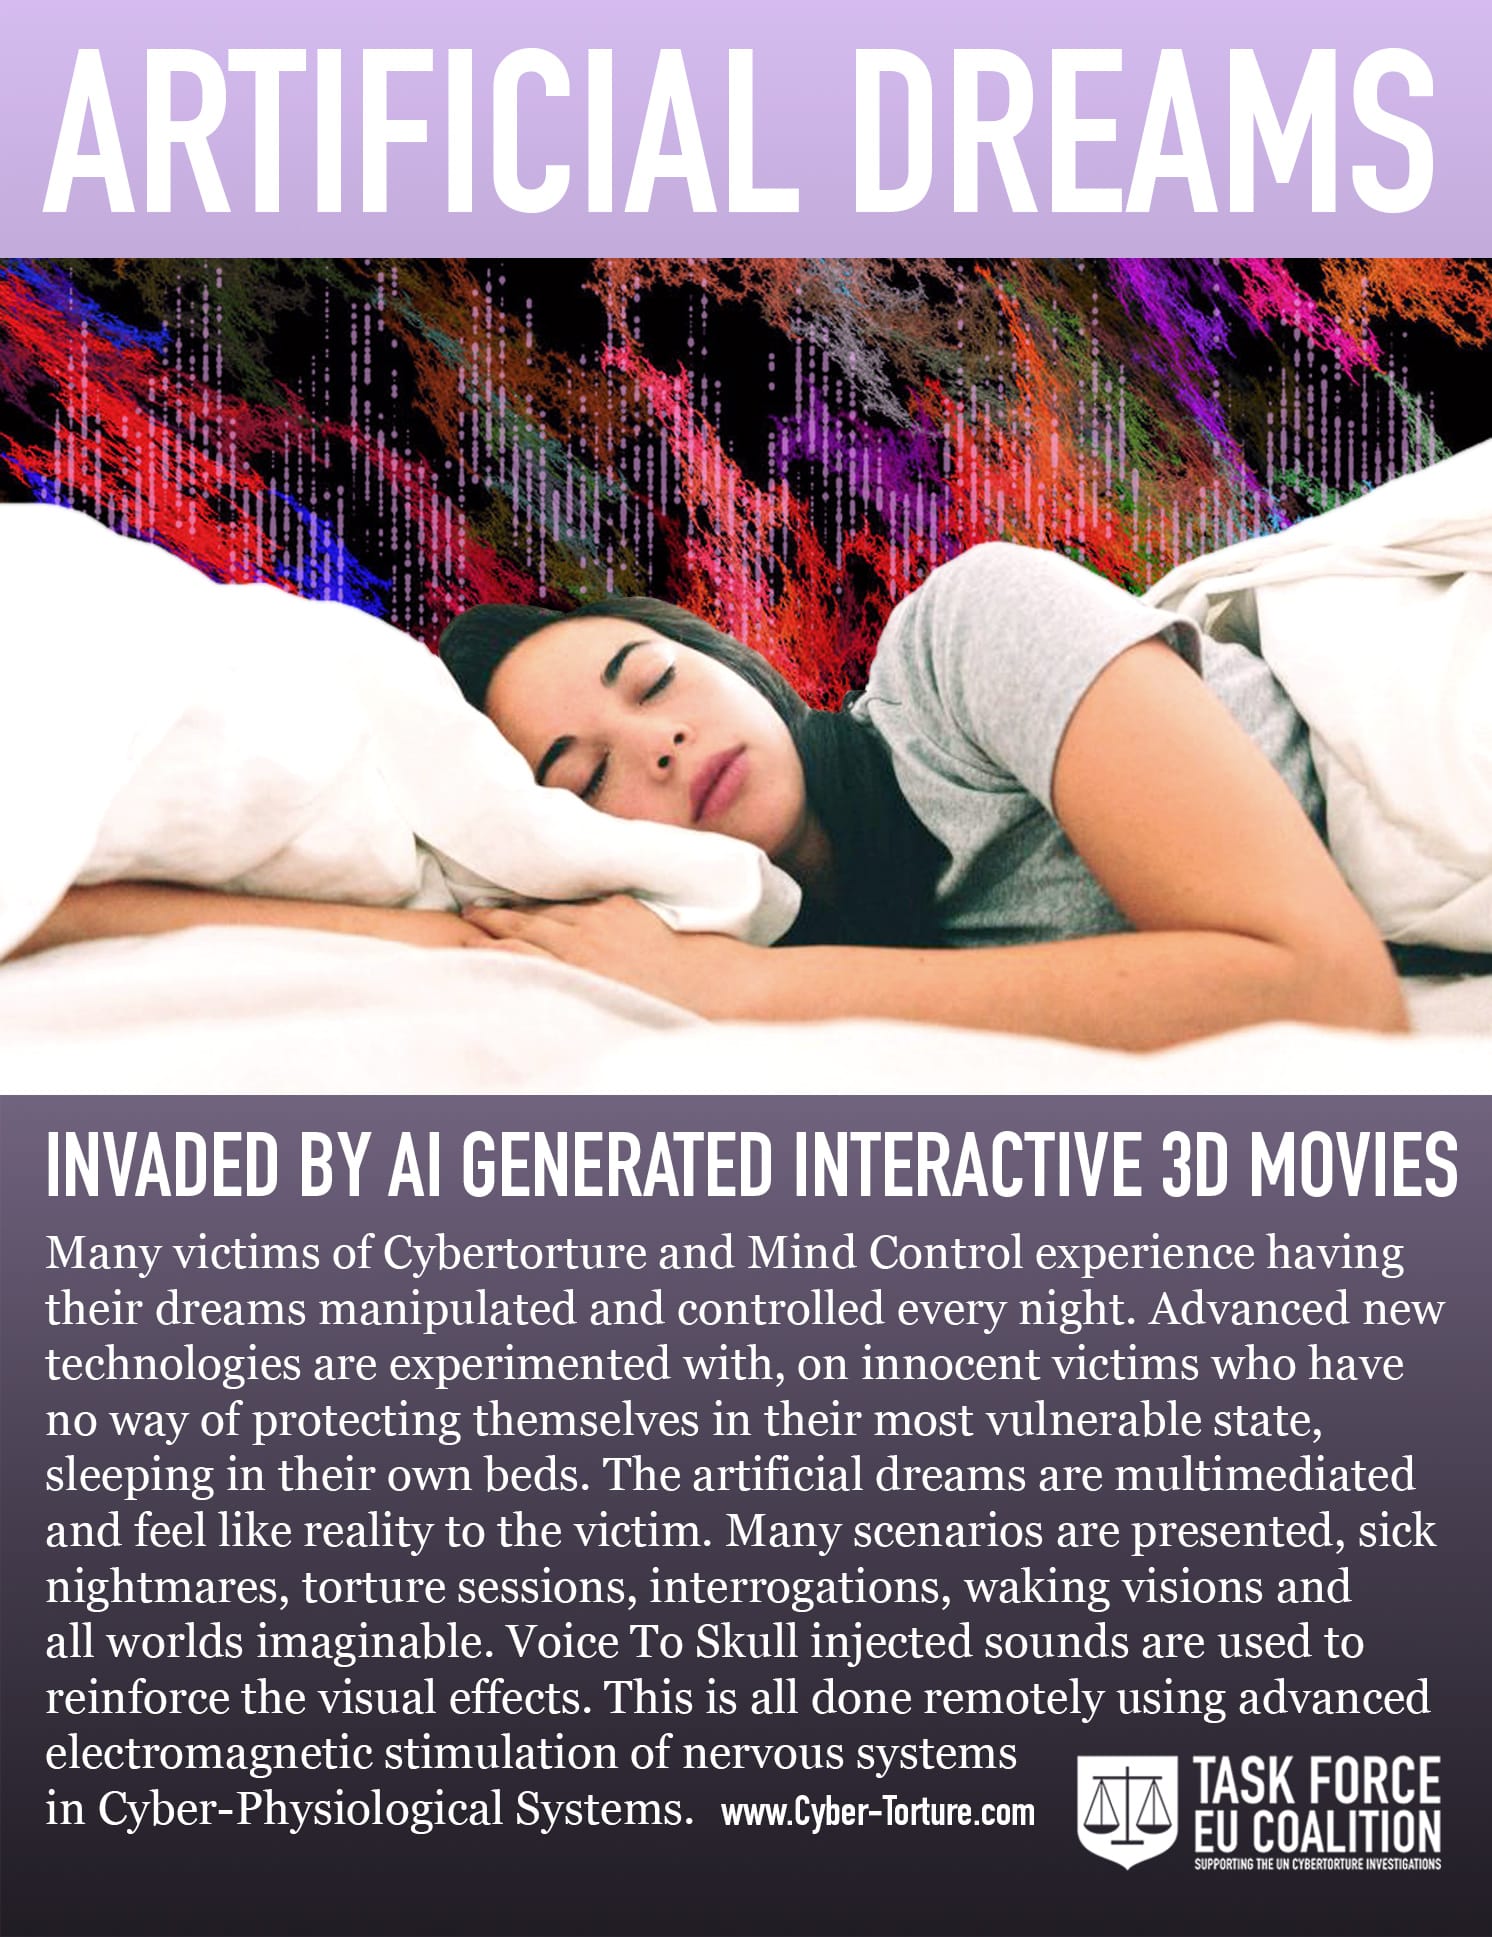 ARTIFICIAL DREAMS
INVADED BY AI GENERATED INTERACTIVE 3D MOVIES
Many victims of Cybertorture and Mind Control experience having
their dreams manipulated and controlled every night. Advanced new
technologies are experimented with, on innocent victims who have
no way of protecting themselves in their most vulnerable state,
sleeping in their own beds. The artificial dreams are multimediated
and feel like reality to the victim. Many scenarios are presented, sick
nightmares, torture sessions, interrogations, waking visions and
all worlds imaginable. Voice To Skull injected sounds are used to
reinforce the visual effects. This is all done remotely using advanced
electromagnetic stimulation of nervous systems
in Cyber-Physiological Systems. www.Cyber-Torture.com
TASK FORCE
EU COALITION
SUPPORTING THE UN CYBERTORTURE INVESTIGATIONS